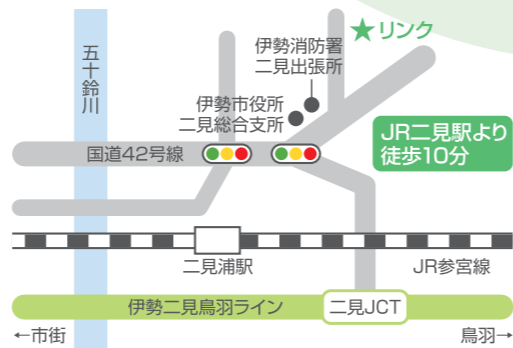 ★リンク
伊勢消防署
二見出張所
五十鈴川
伊勢市役所
二見総合支所
JR二見駅より
徒歩10分
国道42号線
二見浦駅
JR参宮線
伊勢二見鳥羽ライン
二見JCT
←市街
鳥羽→